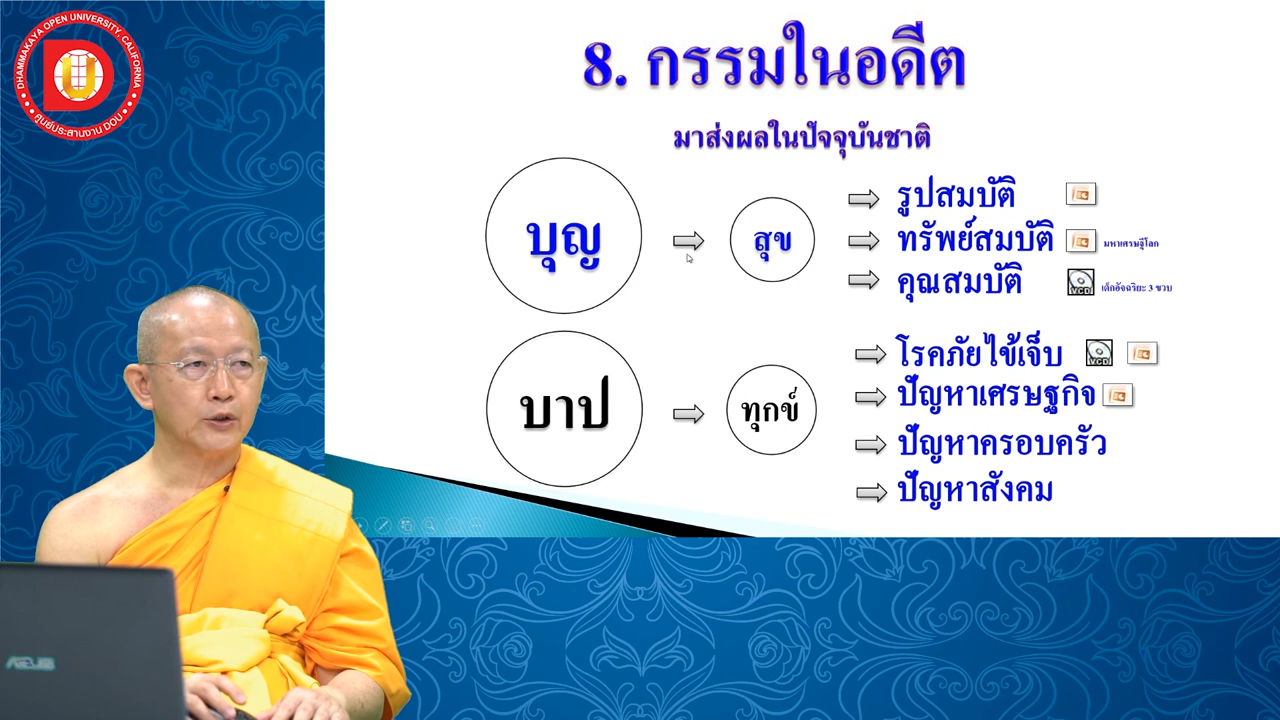 DHAMMAKAYA OPEN UNIVERSITY, CALIFORNIA
DU
ศูนย์ประสานงาน DOU
8. กรรมในอดีต
มาส่งผลในปัจจุบันชาติ
บุญ
สุข
รูปสมบัติ
ทรัพย์สมบัติ
มหาเศรษฐีโลก
คุณสมบัติ
VCD
เด็กอัจฉริยะ 3 ขวบ
บาป
ทุกข์
โรคภัยไข้เจ็บ
VCD
ปัญหาเศรษฐกิจ
ปัญหาครอบครัว
ปัญหาสังคม
ASUS